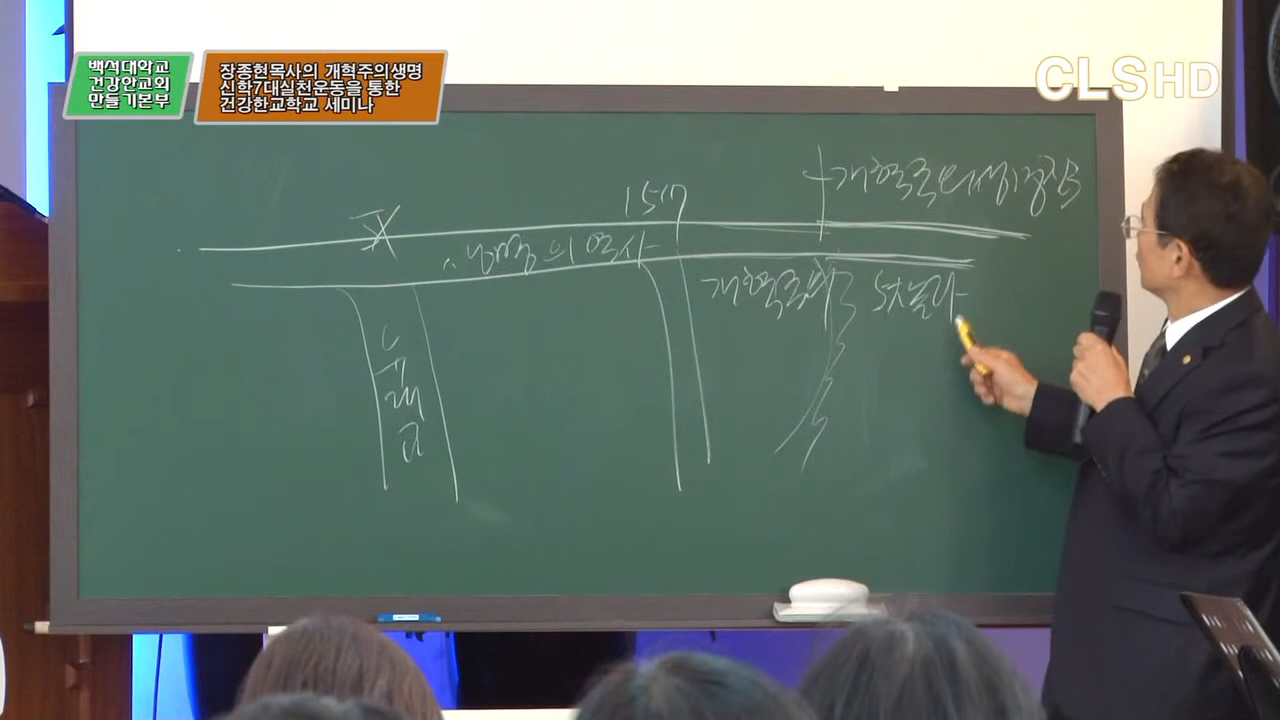 백석대학교
건강한교회
만들기본부
장종현목사의 개혁주의생명
신학7대실천운동을 통한
건강한교학교 세미나
CLS HD
1517
개혁주의생명
생명의 역사
개혁주의
유대교